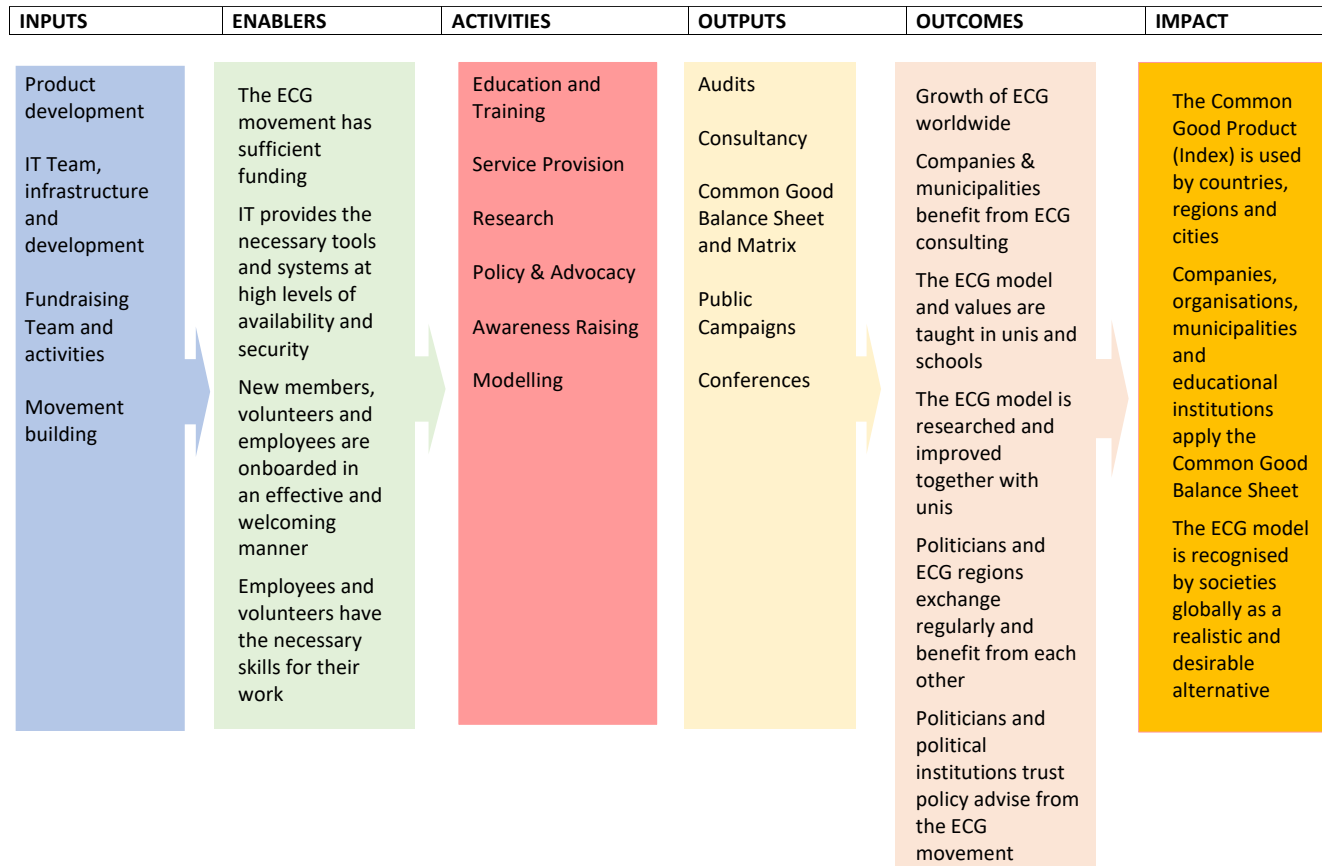 INPUTS
ENABLERS
ACTIVITIES
OUTPUTS
OUTCOMES
IMPACT
Product
development
IT Team,
infrastructure
and
development
Fundraising
Team and
activities
Movement
building
The ECG
movement has
sufficient
funding
IT provides the
necessary tools
and systems at
high levels of
availability and
security
New members,
volunteers and
employees are
onboarded in
an effective and
welcoming
manner
Employees and
volunteers have
the necessary
skills for their
work
Education and
Training
Service Provision
Research
Policy & Advocacy
Awareness Raising
Modelling
Audits
Consultancy
Common Good
Balance Sheet
and Matrix
Public
Campaigns
Conferences
Growth of ECG
worldwide
Companies &
municipalities
benefit from ECG
consulting
The ECG model
and values are
taught in unis and
schools
The ECG model is
researched and
improved
together with
unis
Politicians and
ECG regions
exchange
regularly and
benefit from each
other
Politicians and
political
institutions trust
policy advise from
the ECG
movement
The Common
Good Product
(Index) is used
by countries,
regions and
cities
Companies,
organisations,
municipalities
and
educational
institutions
apply the
Common Good
Balance Sheet
The ECG model
is recognised
by societies
globally as a
realistic and
desirable
alternative